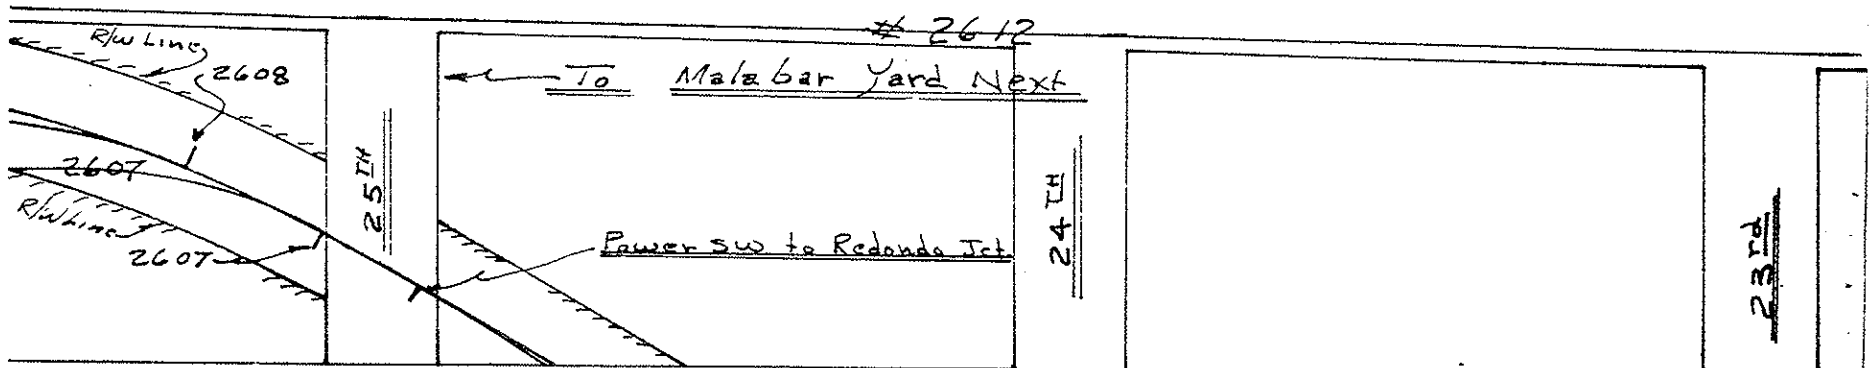 # 2612
R/W Line
2608
To Malabar Yard Next
2607
25TH
R/W Line
2607
Power sw to Redondo Jct.
24TH
23rd